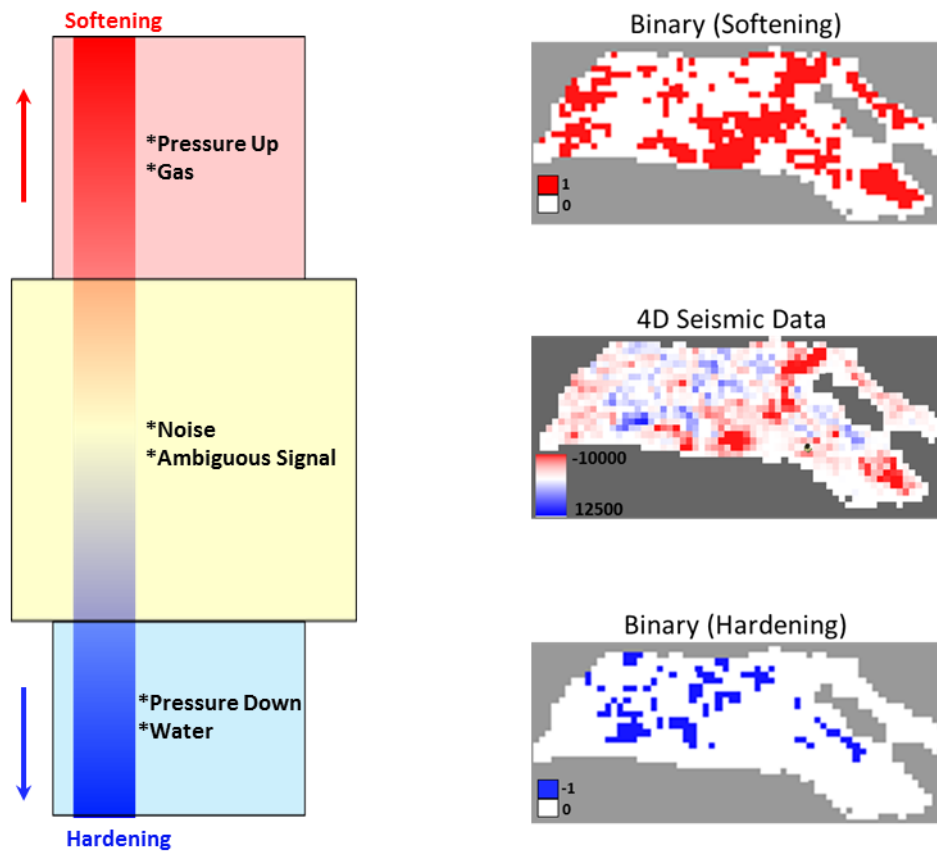 Softening
*Pressure Up
*Gas
*Noise
*Ambiguous Signal
*Pressure Down
*Water
Hardening
Binary (Softening)
1
0
4D Seismic Data
-10000
12500
Binary (Hardening)
-1
0